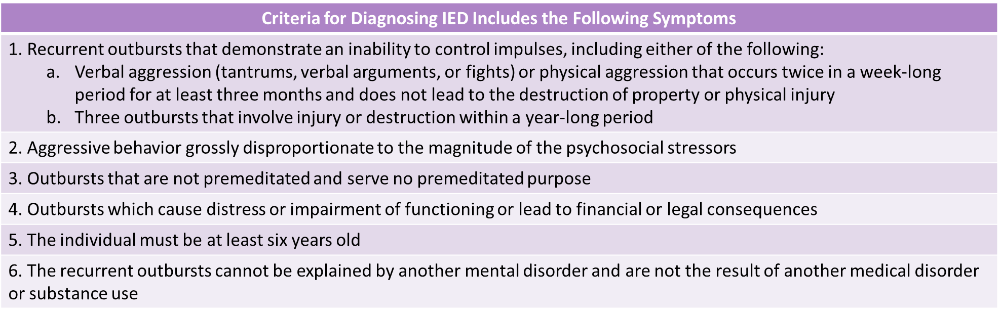 Criteria for Diagnosing IED Includes the Following Symptoms
1. Recurrent outbursts that demonstrate an inability to control impulses, including either of the following:
a. Verbal aggression (tantrums, verbal arguments, or fights) or physical aggression that occurs twice in a week-long
period for at least three months and does not lead to the destruction of property or physical injury
b. Three outbursts that involve injury or destruction within a year-long period
2. Aggressive behavior grossly disproportionate to the magnitude of the psychosocial stressors
3. Outbursts that are not premeditated and serve no premeditated purpose
4. Outbursts which cause distress or impairment of functioning or lead to financial or legal consequences
5. The individual must be at least six years old
6. The recurrent outbursts cannot be explained by another mental disorder and are not the result of another medical disorder
or substance use